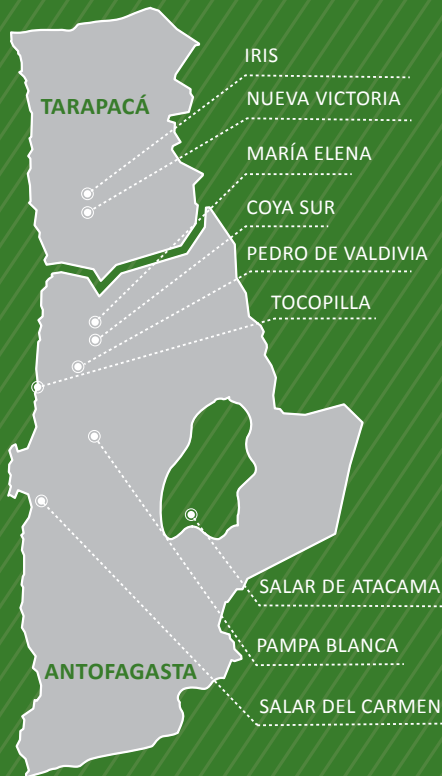 IRIS
TARAPACÁ
NUEVA VICTORIA
MARÍA ELENA
COYA SUR
PEDRO DE VALDIVIA
TOCOPILLA
SALAR DE ATACAMA
PAMPA BLANCA
ANTOFAGASTA
SALAR DEL CARMEN